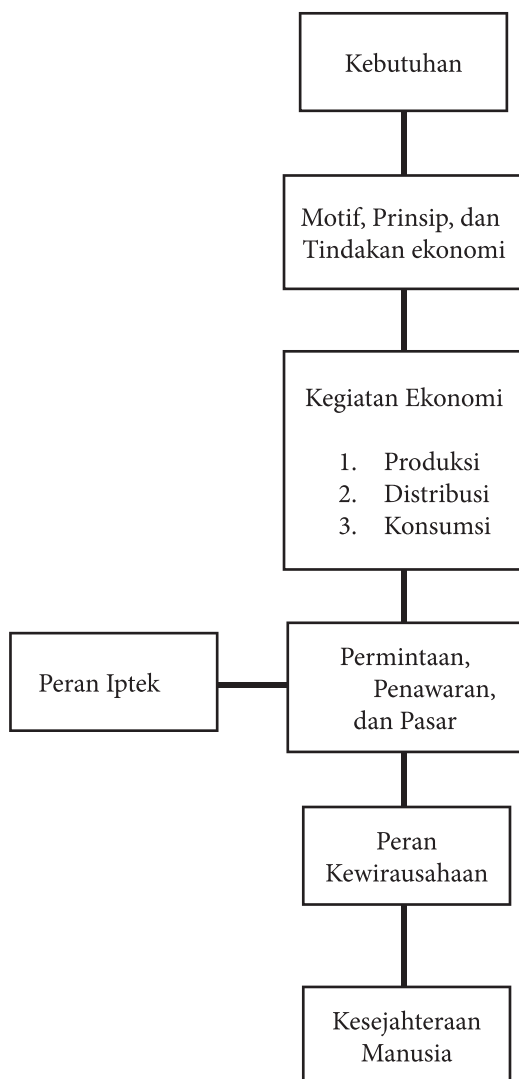 Kebutuhan
Motif, Prinsip, dan
Tindakan ekonomi
Kegiatan Ekonomi
1. Produksi
2. Distribusi
3. Konsumsi
Peran Iptek
Permintaan,
Penawaran,
dan Pasar
Peran
Kewirausahaan
Kesejahteraan
Manusia